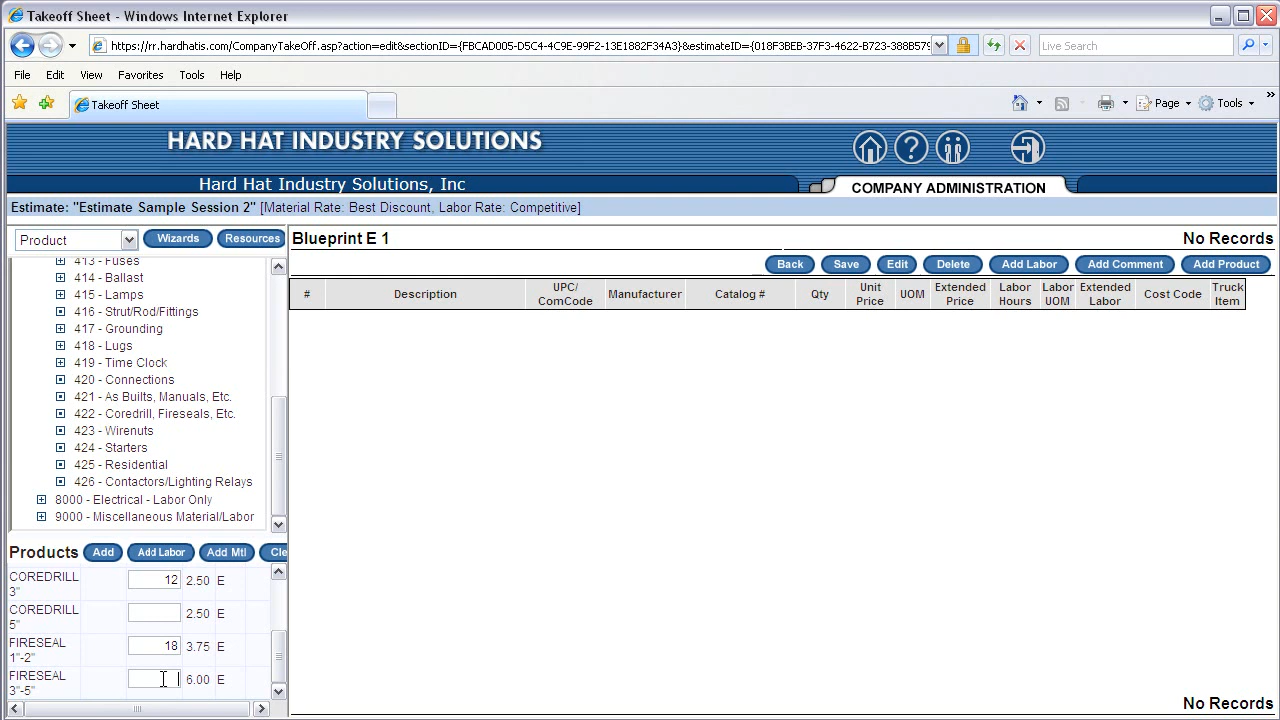 Takeoff Sheet - Windows Internet Explorer
https://rr.hardhatis.com/CompanyTakeOff.asp?action=edit&sectionID={FBCAD005-D5C4-4C9E-99F2-13E1882F34A3}&estimateID={018F3BEB-37F3-4622-B723-388B579
Live Search
File Edit View Favorites Tools Help
Takeoff Sheet
Page Tools
HARD HAT INDUSTRY SOLUTIONS
Hard Hat Industry Solutions, Inc
COMPANY ADMINISTRATION
Estimate: "Estimate Sample Session 2" [Material Rate: Best Discount, Labor Rate: Competitive]
Product Wizards Resources
Blueprint E 1 No Records
Back Save Edit Delete Add Labor Add Comment Add Product
# Description UPC/ ComCode Manufacturer Catalog # Qty Unit Price UOM Extended Price Labor Hours Labor UOM Extended Labor Cost Code Truck Item
413 - Fuses
414 - Ballast
415 - Lamps
416 - Strut/Rod/Fittings
417 - Grounding
418 - Lugs
419 - Time Clock
420 - Connections
421 - As Builts, Manuals, Etc.
422 - Coredrill, Fireseals, Etc.
423 - Wirenuts
424 - Starters
425 - Residential
426 - Contactors/Lighting Relays
8000 - Electrical - Labor Only
9000 - Miscellaneous Material/Labor
Products Add Add Labor Add Mtl Cle
COREDRILL 3" 12 2.50 E
COREDRILL 5" 2.50 E
FIRESEAL 1"-2" 18 3.75 E
FIRESEAL 3"-5" 6.00 E
No Records